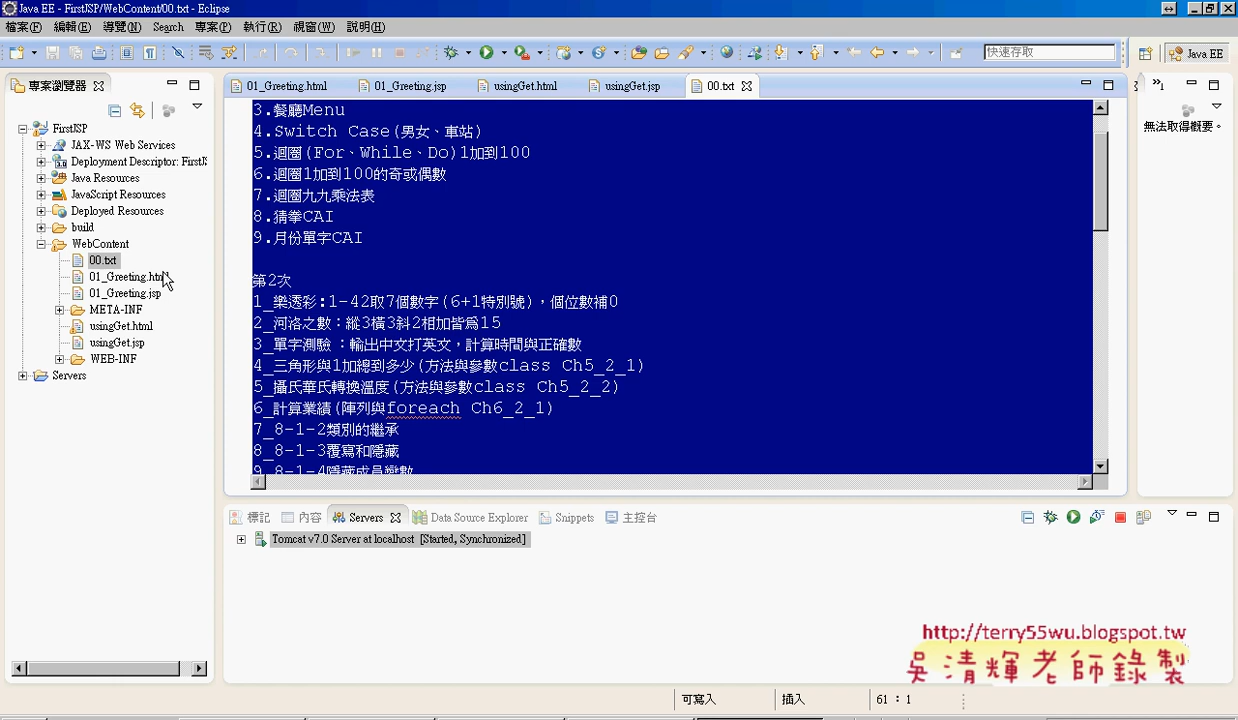 Java EE - FirstJSP/WebContent/00.txt - Eclipse
檔案(F) 編輯(E) 導覽(N) Search 專案(P) 執行(R) 視窗(W) 說明(H)
快速存取 Java EE
專案瀏覽器
01_Greeting.html 01_Greeting.jsp usingGet.html usingGet.jsp 00.txt
»1
無法取得概要。
FirstJSP
JAX-WS Web Services
Deployment Descriptor: FirstJS
Java Resources
JavaScript Resources
Deployed Resources
build
WebContent
00.txt
01_Greeting.html
01_Greeting.jsp
META-INF
usingGet.html
usingGet.jsp
WEB-INF
Servers
3.餐廳Menu
4.Switch Case(男女、車站)
5.迴圈(For、While、Do)1加到100
6.迴圈1加到100的奇或偶數
7.迴圈九九乘法表
8.猜拳CAI
9.月份單字CAI
第2次
1_樂透彩:1-42取7個數字(6+1特別號)，個位數補0
2_河洛之數：縱3橫3斜2相加皆為15
3_單字測驗 ：輸出中文打英文，計算時間與正確數
4_三角形與1加總到多少(方法與參數class Ch5_2_1)
5_攝氏華氏轉換溫度(方法與參數class Ch5_2_2)
6_計算業績(陣列與foreach Ch6_2_1)
7_8-1-2類別的繼承
8_8-1-3覆寫和隱藏
9_8-1-4隱藏成員變數
標記 內容 Servers Data Source Explorer Snippets 主控台
Tomcat v7.0 Server at localhost [Started, Synchronized]
http://terry55wu.blogspot.tw
吳清輝老師錄製
可寫入 插入 61 : 1